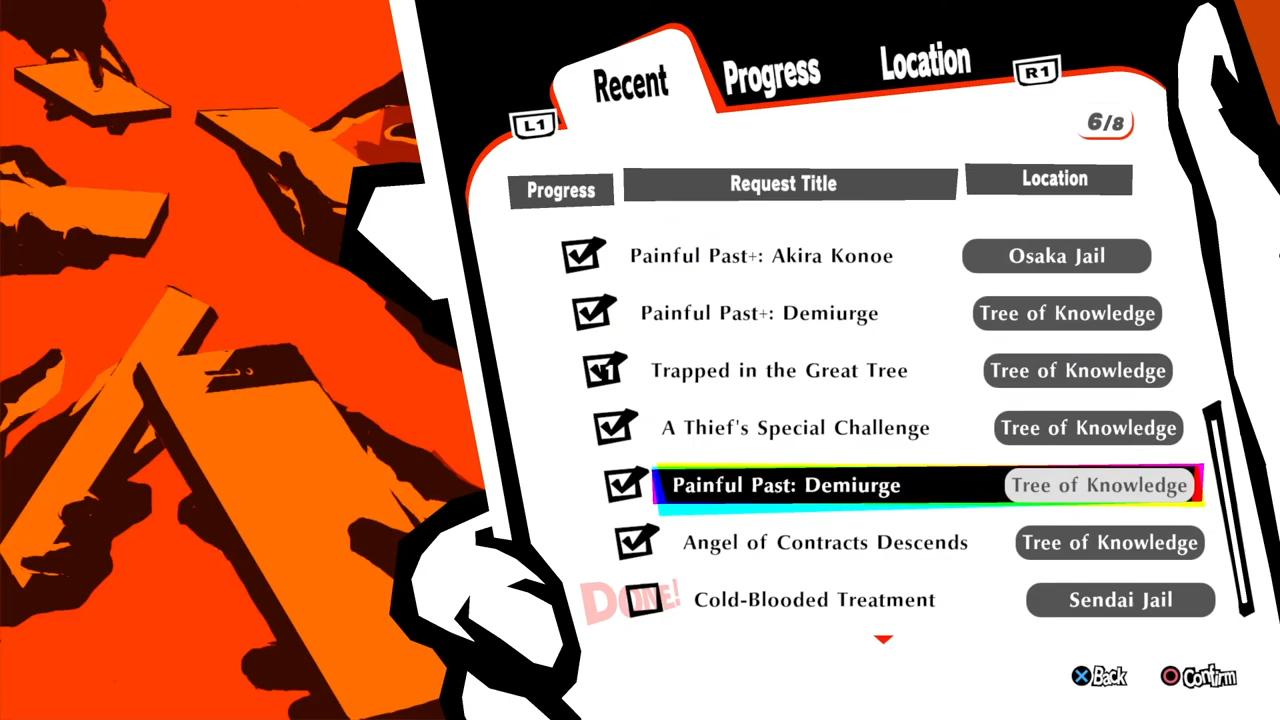 Recent
Progress
Location
L1
R1
6/8
Progress
Request Title
Location
Painful Past+: Akira Konoe
Osaka Jail
Painful Past+: Demiurge
Tree of Knowledge
Trapped in the Great Tree
Tree of Knowledge
A Thief's Special Challenge
Tree of Knowledge
Painful Past: Demiurge
Tree of Knowledge
Angel of Contracts Descends
Tree of Knowledge
DONE!
Cold-Blooded Treatment
Sendai Jail
Back
Confirm